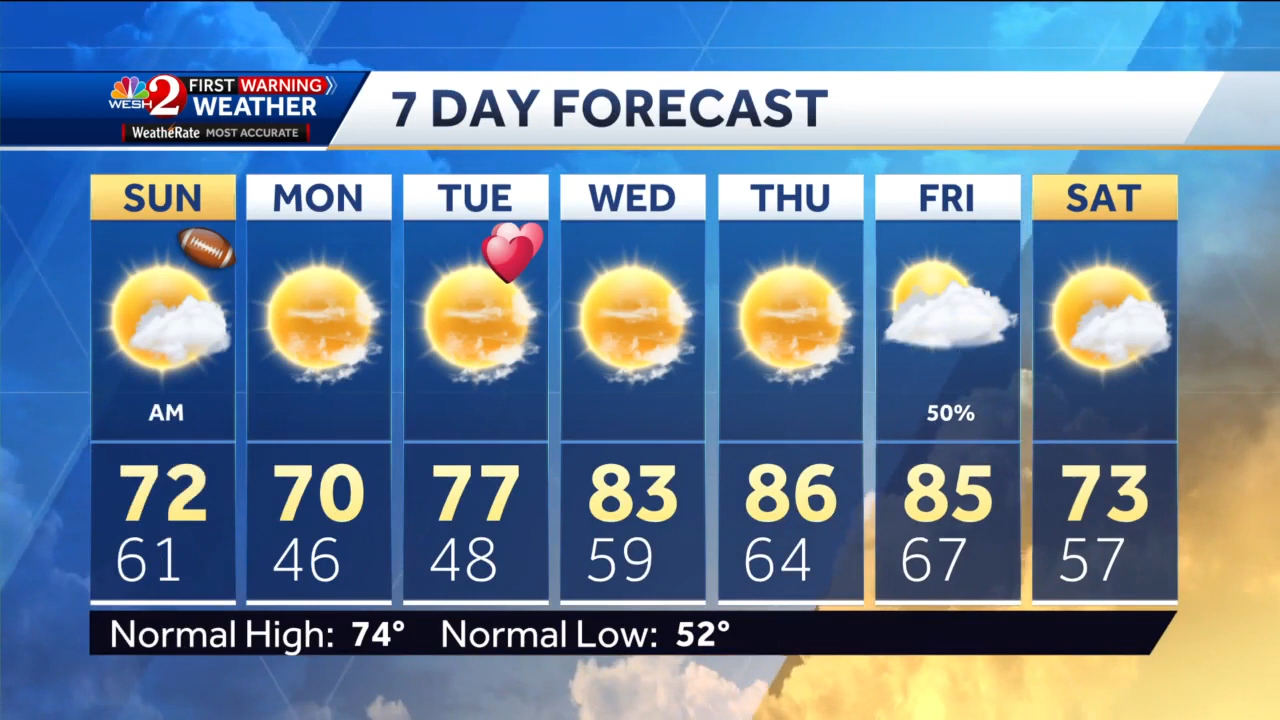 WESH 2 FIRST WARNING
WEATHER
WeatheRate MOST ACCURATE
7 DAY FORECAST
SUN MON TUE WED THU FRI SAT
AM 50%
72 70 77 83 86 85 73
61 46 48 59 64 67 57
Normal High: 74° Normal Low: 52°